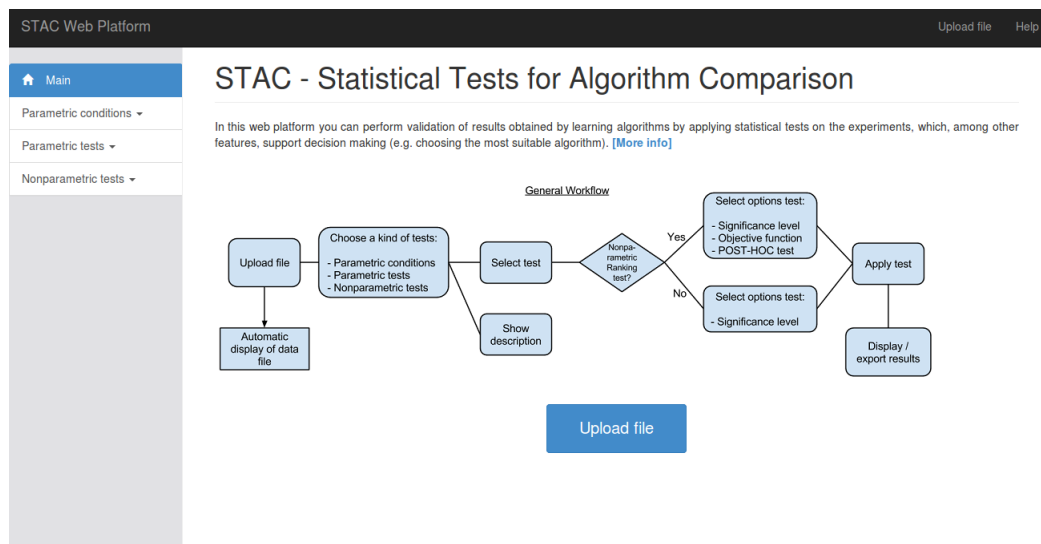 STAC Web Platform
Upload file Help
Main
Parametric conditions
Parametric tests
Nonparametric tests
STAC - Statistical Tests for Algorithm Comparison
In this web platform you can perform validation of results obtained by learning algorithms by applying statistical tests on the experiments, which, among other
features, support decision making (e.g. choosing the most suitable algorithm). [More info]
General Workflow
Upload file
Automatic
display of data
file
Choose a kind of tests:
- Parametric conditions
- Parametric tests
- Nonparametric tests
Select test
Show
description
Nonpa-
rametric
Ranking
test?
Yes
Select options test:
- Significance level
- Objective function
- POST-HOC test
No
Select options test:
- Significance level
Apply test
Display /
export results
Upload file